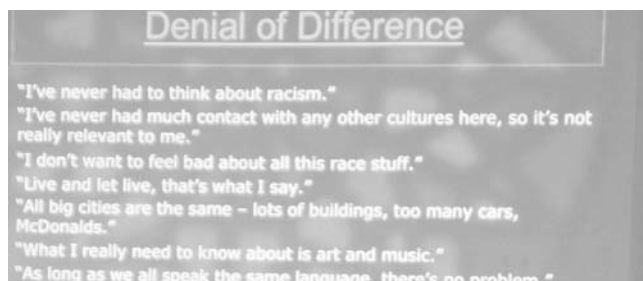 Denial of Difference
"I've never had to think about racism."
"I've never had much contact with any other cultures here, so it's not
really relevant to me."
"I don't want to feel bad about all this race stuff."
"Live and let live, that's what I say."
"All big cities are the same – lots of buildings, too many cars,
McDonalds."
"What I really need to know about is art and music."
"As long as we all speak the same language, there's no problem."